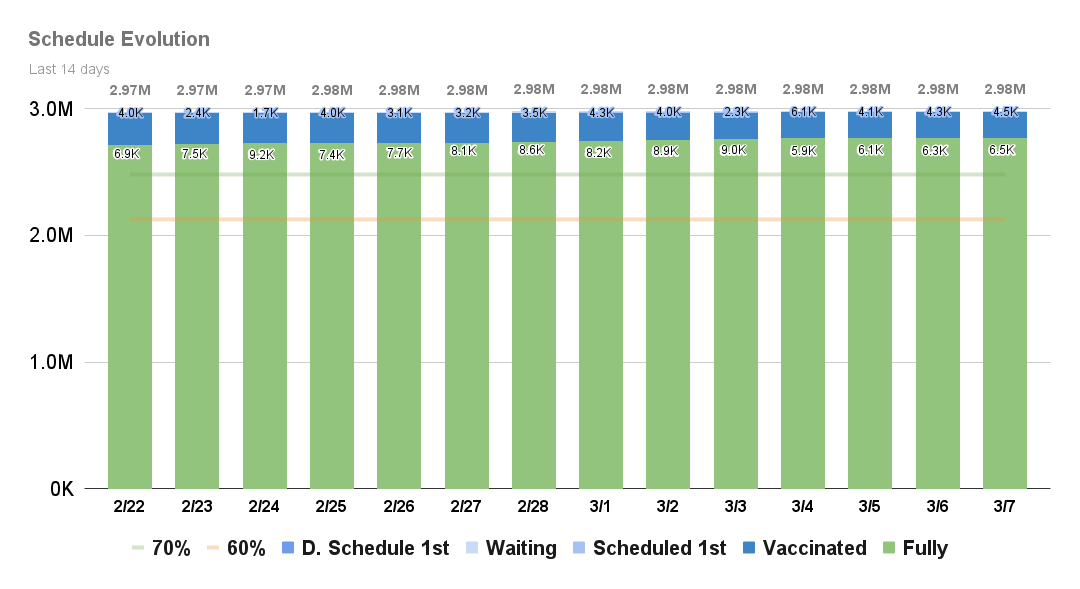 Schedule Evolution
Last 14 days
2.97M 2.97M 2.97M 2.98M 2.98M 2.98M 2.98M 2.98M 2.98M 2.98M 2.98M 2.98M 2.98M 2.98M
3.0M
4.0K 2.4K 1.7K 4.0K 3.1K 3.2K 3.5K 4.3K 4.0K 2.3K 6.1K 4.1K 4.3K 4.5K
6.9K 7.5K 9.2K 7.4K 7.7K 8.1K 8.6K 8.2K 8.9K 9.0K 5.9K 6.1K 6.3K 6.5K
2.0M
1.0M
0K
2/22 2/23 2/24 2/25 2/26 2/27 2/28 3/1 3/2 3/3 3/4 3/5 3/6 3/7
70% 60% D. Schedule 1st Waiting Scheduled 1st Vaccinated Fully